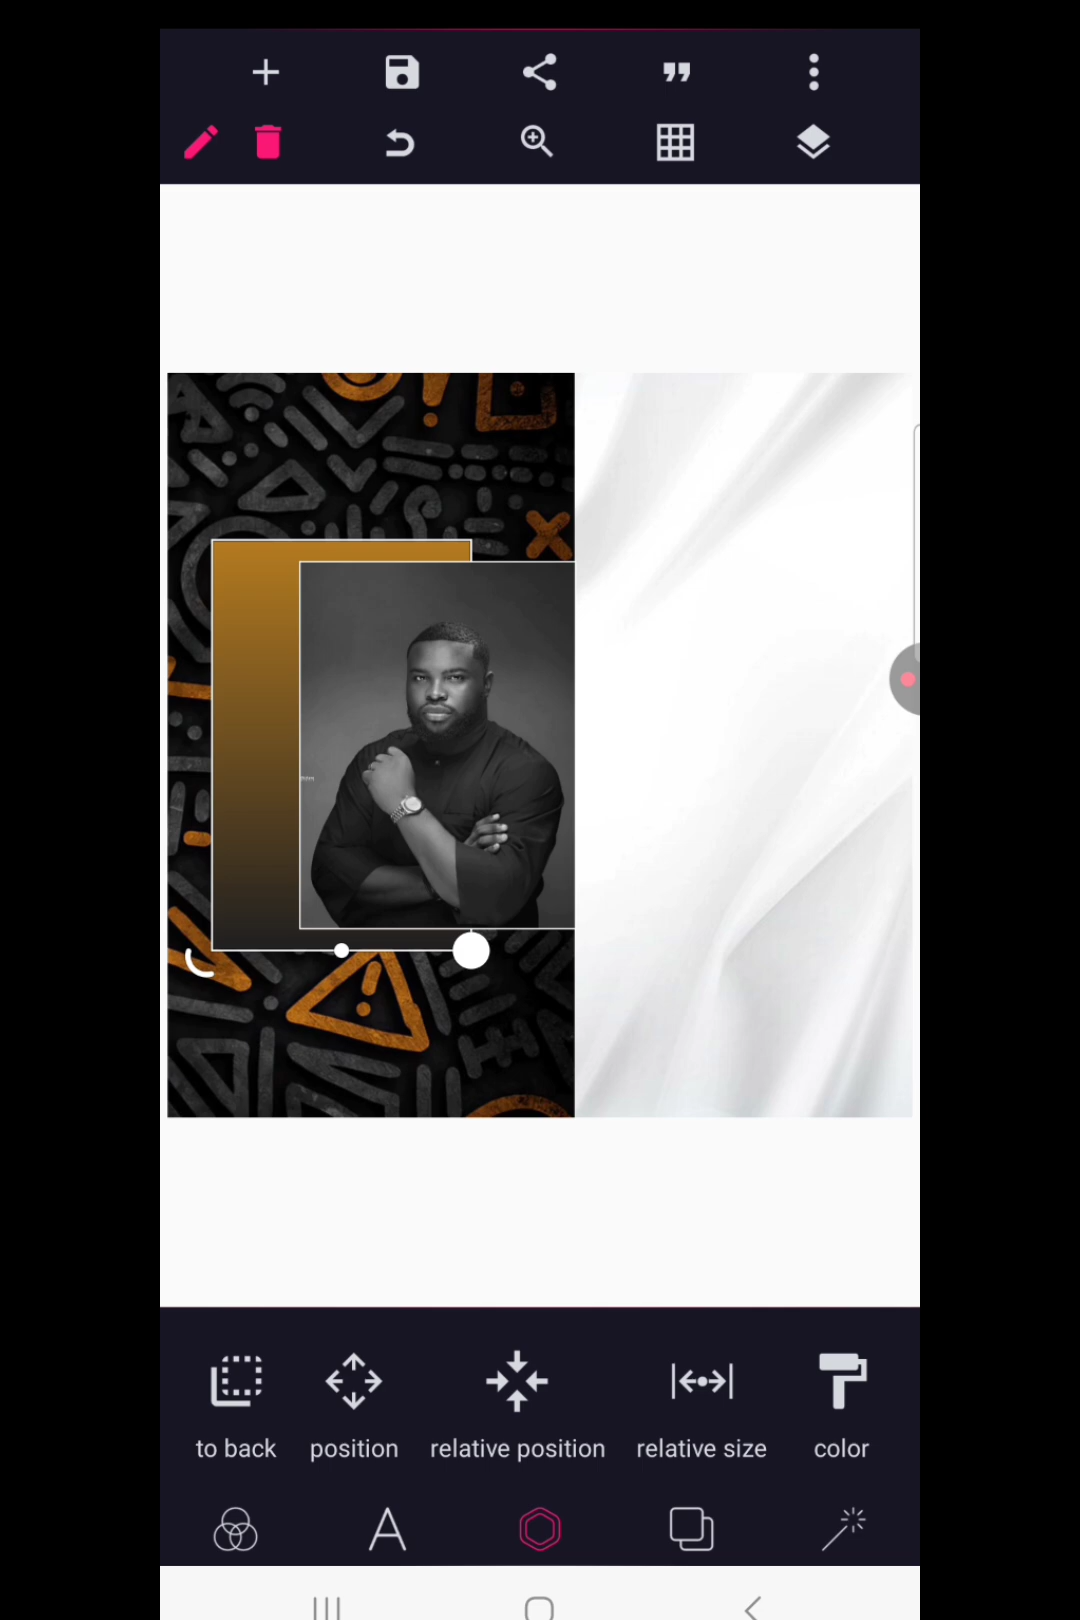 to back
position
relative position
relative size
color